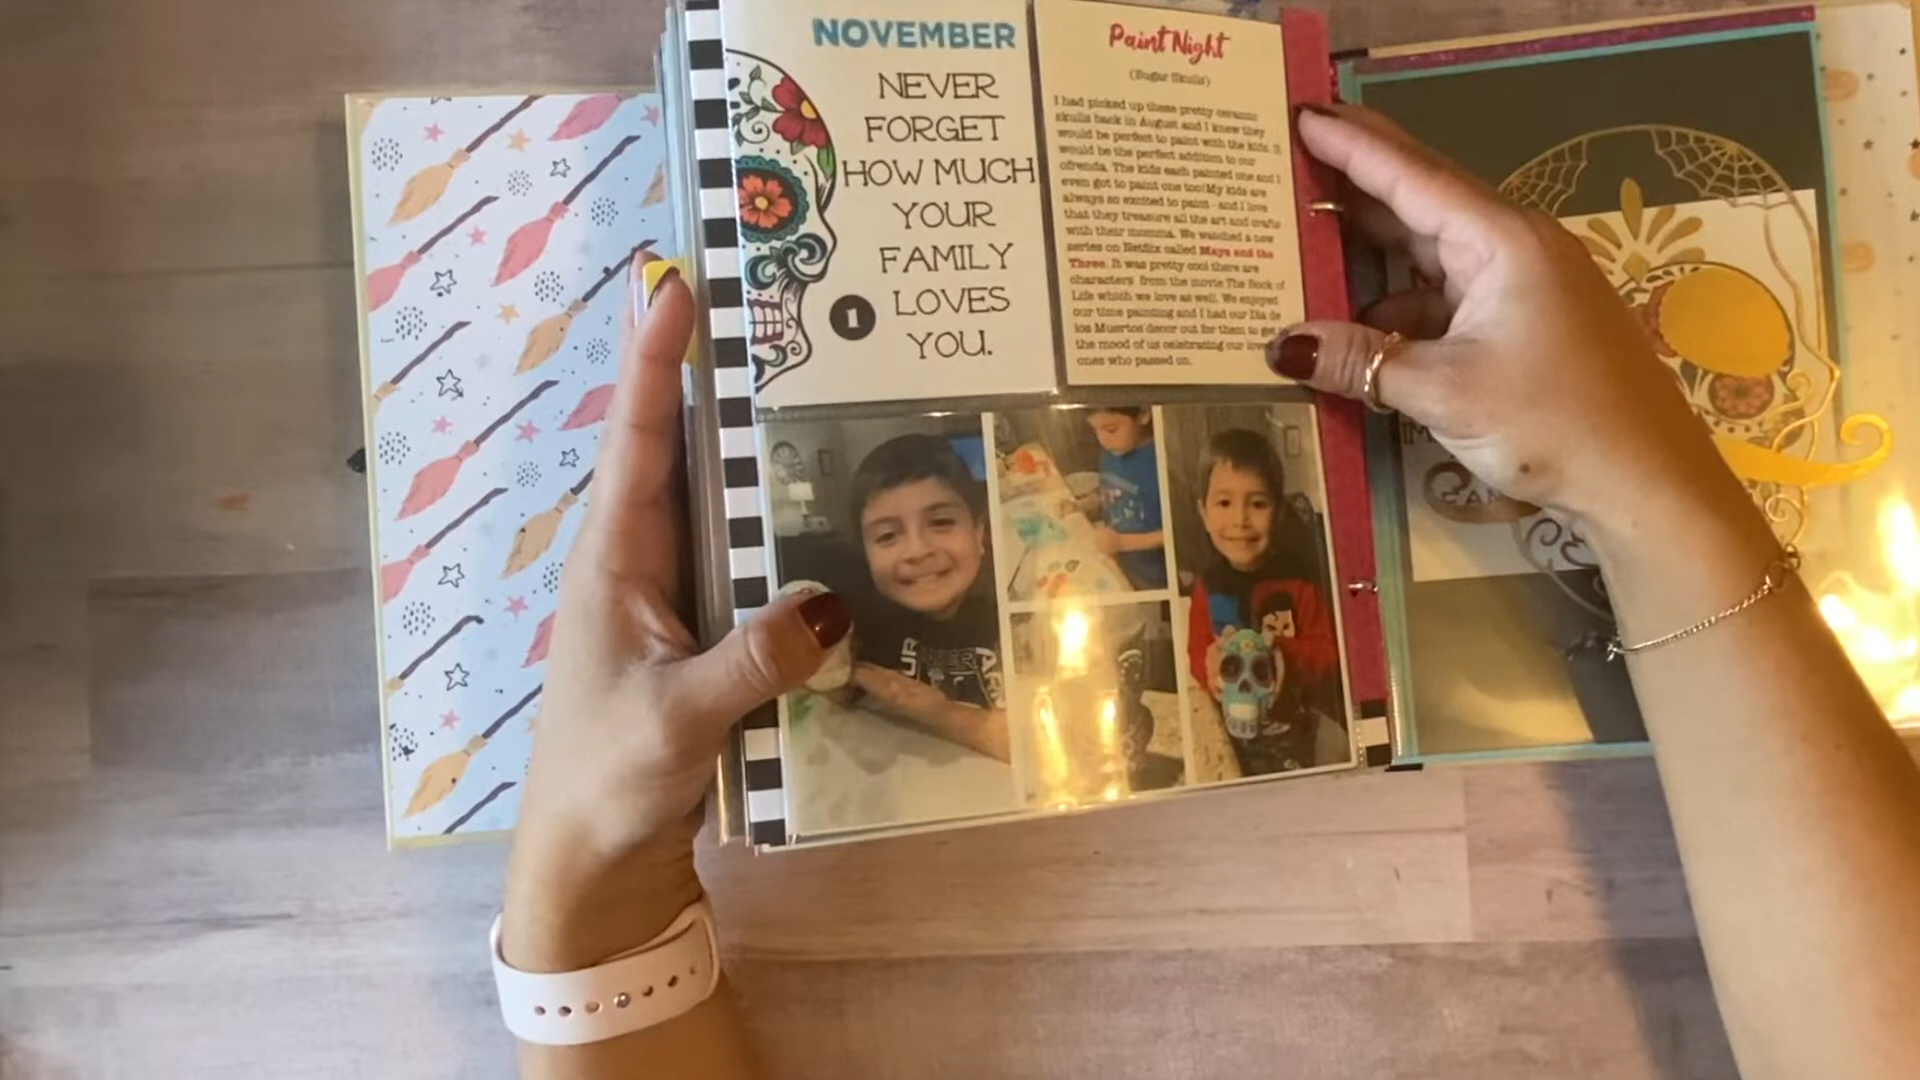 NOVEMBER
NEVER
FORGET
HOW MUCH
YOUR
FAMILY
LOVES
YOU.
1
Paint Night
(Sugar Skulls)
I had picked up these pretty ceramic
skulls back in August and I knew they
would be perfect to paint with the kids. It
would be the perfect addition to our
ofrenda. The kids each painted one and I
even got to paint one too! My kids are
always so excited to paint and I love
that they treasure all the art and crafts
with their momma. We watched a new
series on Netflix called Maya and the
Three. It was pretty cool there are
characters from the movie The Book of
Life which we love as well. We enjoyed
our time painting and I had our Dia de
los Muertos decor out for them to get
the mood of us celebrating our
ones who passed on.